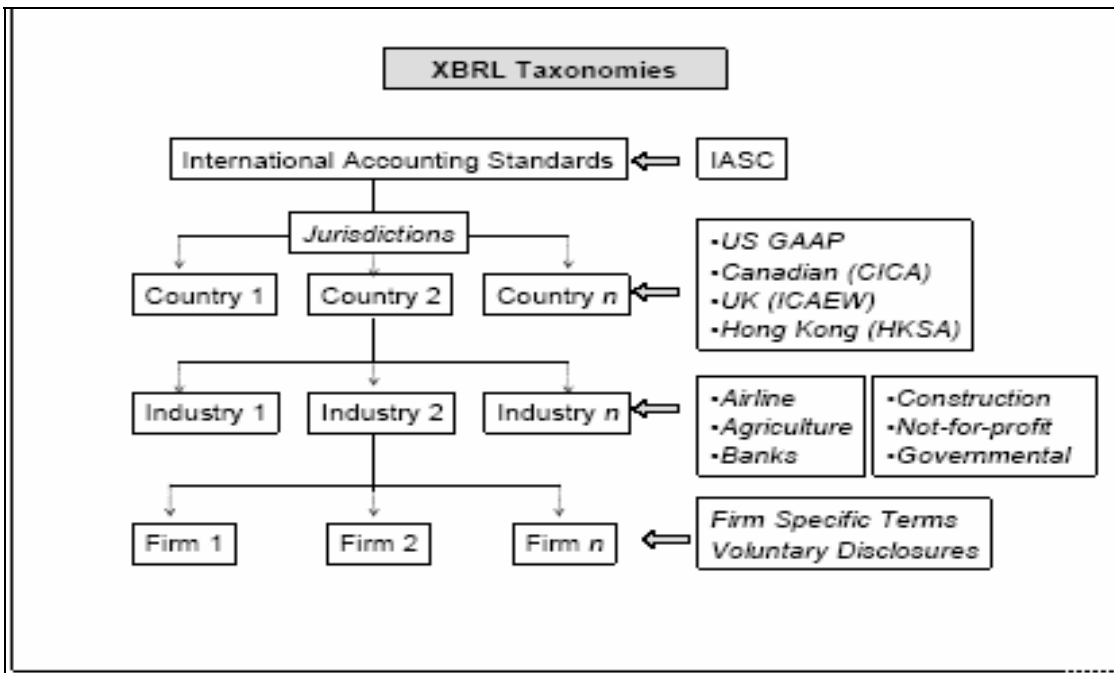 XBRL Taxonomies
International Accounting Standards
IASC
Jurisdictions
Country 1
Country 2
Country n
•US GAAP
•Canadian (CICA)
•UK (ICAEW)
•Hong Kong (HKSA)
Industry 1
Industry 2
Industry n
•Airline
•Agriculture
•Banks
•Construction
•Not-for-profit
•Governmental
Firm 1
Firm 2
Firm n
Firm Specific Terms
Voluntary Disclosures